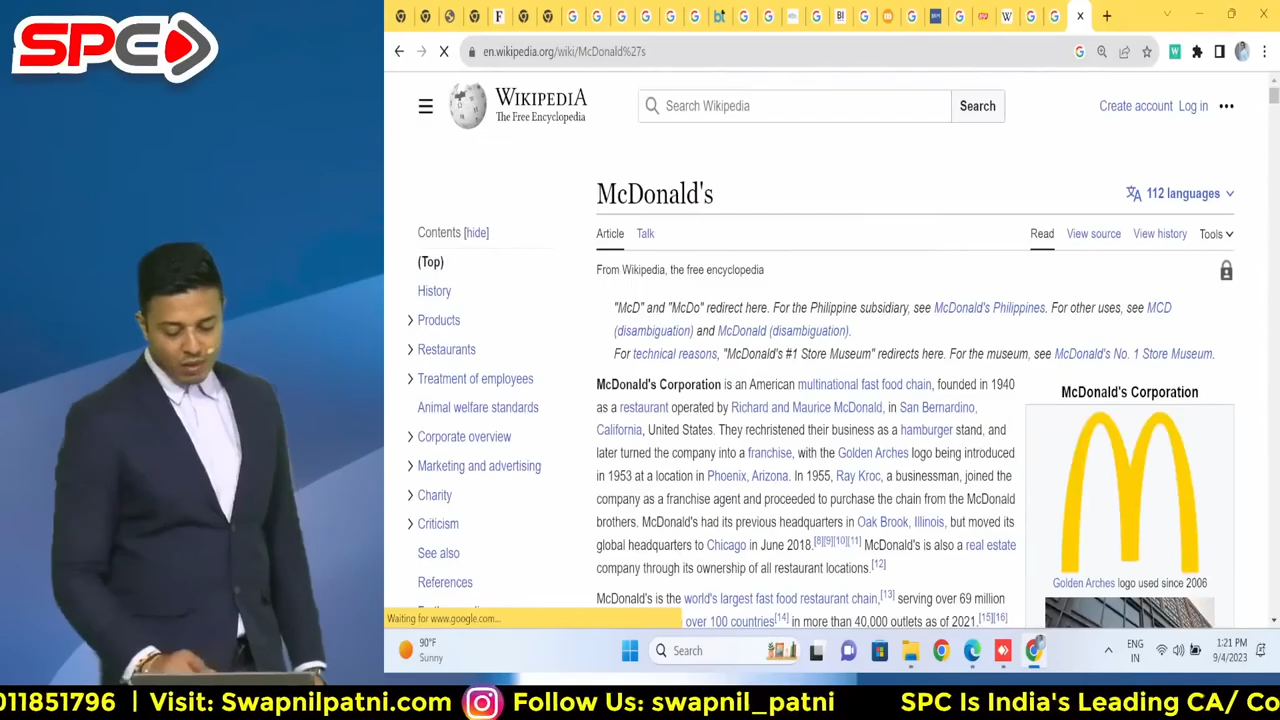 SPC
en.wikipedia.org/wiki/McDonald%27s
WIKIPEDIA
The Free Encyclopedia
Search Wikipedia
Search
Create account Log in
McDonald's
112 languages
Contents [hide]
Article Talk
Read View source View history Tools
(Top)
From Wikipedia, the free encyclopedia
History
Products
Restaurants
Treatment of employees
Animal welfare standards
Corporate overview
Marketing and advertising
Charity
Criticism
See also
References
"McD" and "McDo" redirect here. For the Philippine subsidiary, see McDonald's Philippines. For other uses, see MCD
(disambiguation) and McDonald (disambiguation).
For technical reasons, "McDonald's #1 Store Museum" redirects here. For the museum, see McDonald's No. 1 Store Museum.
McDonald's Corporation is an American multinational fast food chain, founded in 1940
as a restaurant operated by Richard and Maurice McDonald, in San Bernardino,
California, United States. They rechristened their business as a hamburger stand, and
later turned the company into a franchise, with the Golden Arches logo being introduced
in 1953 at a location in Phoenix, Arizona. In 1955, Ray Kroc, a businessman, joined the
company as a franchise agent and proceeded to purchase the chain from the McDonald
brothers. McDonald's had its previous headquarters in Oak Brook, Illinois, but moved its
global headquarters to Chicago in June 2018.[8][9][10][11] McDonald's is also a real estate
company through its ownership of all restaurant locations.[12]
McDonald's is the world's largest fast food restaurant chain,[13] serving over 69 million
over 100 countries[14] in more than 40,000 outlets as of 2021.[15][16]
McDonald's Corporation
Golden Arches logo used since 2006
Waiting for www.google.com...
90°F
Sunny
Search
ENG
IN
1:21 PM
9/4/2023
011851796 | Visit: Swapnilpatni.com Follow Us: swapnil_patni SPC Is India's Leading CA/ Co